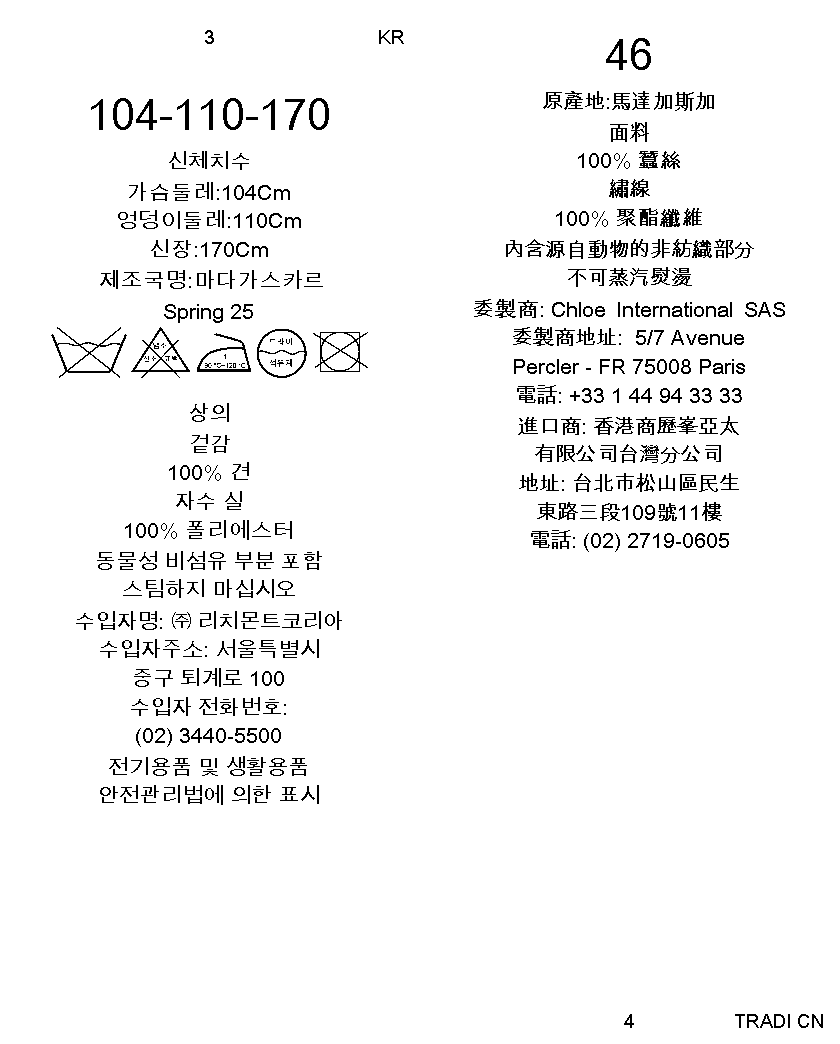 3
KR
104-110-170
신체치수
가슴둘레:104Cm
엉덩이둘레:110Cm
신장:170Cm
제조국명:마다가스카르
Spring 25
염소
산소 표백
1
90 ℃~120 ℃
드라이
석유계
상의
겉감
100% 견
자수 실
100% 폴리에스터
동물성 비섬유 부분 포함
스팀하지 마십시오
수입자명: ㈜ 리치몬트코리아
수입자주소: 서울특별시
중구 퇴계로 100
수입자 전화번호:
(02) 3440-5500
전기용품 및 생활용품
안전관리법에 의한 표시
46
原產地:馬達加斯加
面料
100% 蠶絲
繡線
100% 聚酯纖維
內含源自動物的非紡織部分
不可蒸汽熨燙
委製商: Chloe International SAS
委製商地址: 5/7 Avenue
Percler - FR 75008 Paris
電話: +33 1 44 94 33 33
進口商: 香港商歷峯亞太
有限公司台灣分公司
地址: 台北市松山區民生
東路三段109號11樓
電話: (02) 2719-0605
4
TRADI CN